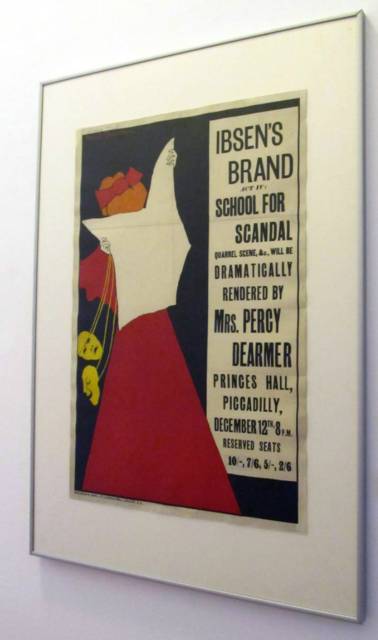 IBSEN'S
BRAND
ACT IV:
SCHOOL FOR
SCANDAL
QUARREL SCENE, &c., WILL BE
DRAMATICALLY
RENDERED BY
MRS. PERCY
DEARMER
PRINCES HALL,
PICCADILLY,
DECEMBER 12TH. 8 P.M.
RESERVED SEATS
10/-, 7/6, 5/-, 2/6